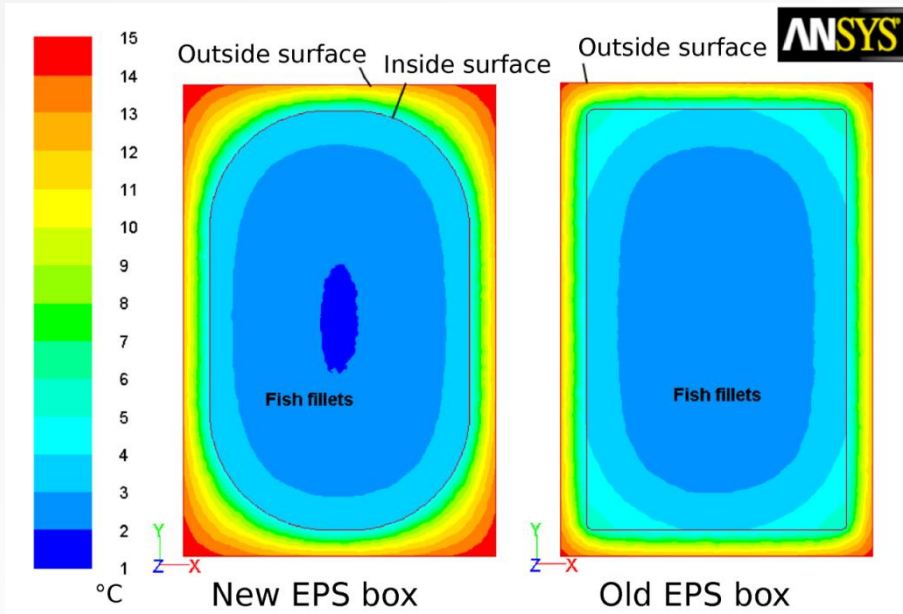 ANSYS
Outside surface
Inside surface
Outside surface
15
14
13
12
11
10
9
8
7
6
5
4
3
2
1
°C
Fish fillets
Fish fillets
Y
Z X
Y
Z X
New EPS box
Old EPS box